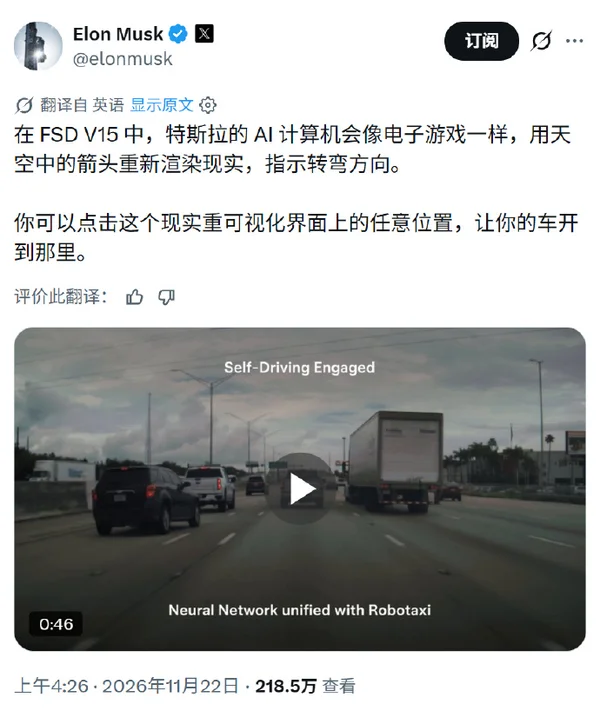 Elon Musk
订阅
@elonmusk
翻译自 英语 显示原文
在 FSD V15 中，特斯拉的 AI 计算机会像电子游戏一样，用天
空中的箭头重新渲染现实，指示转弯方向。
你可以点击这个现实重可视化界面上的任意位置，让你的车开
到那里。
评价此翻译：
Self-Driving Engaged
Neural Network unified with Robotaxi
0:46
上午4:26 · 2026年11月22日 · 218.5万 查看